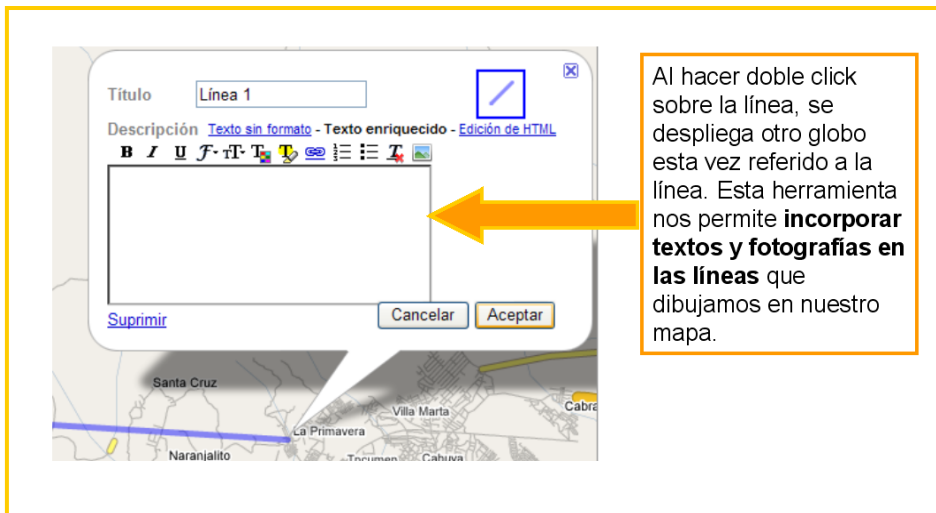 Título Línea 1
Descripción Texto sin formato - Texto enriquecido - Edición de HTML
Suprimir
Cancelar Aceptar
Santa Cruz
Villa Marta
Cabra
La Primavera
Naranjalito
Tocumen Cabuya
Al hacer doble click
sobre la línea, se
despliega otro globo
esta vez referido a la
línea. Esta herramienta
nos permite incorporar
textos y fotografías en
las líneas que
dibujamos en nuestro
mapa.